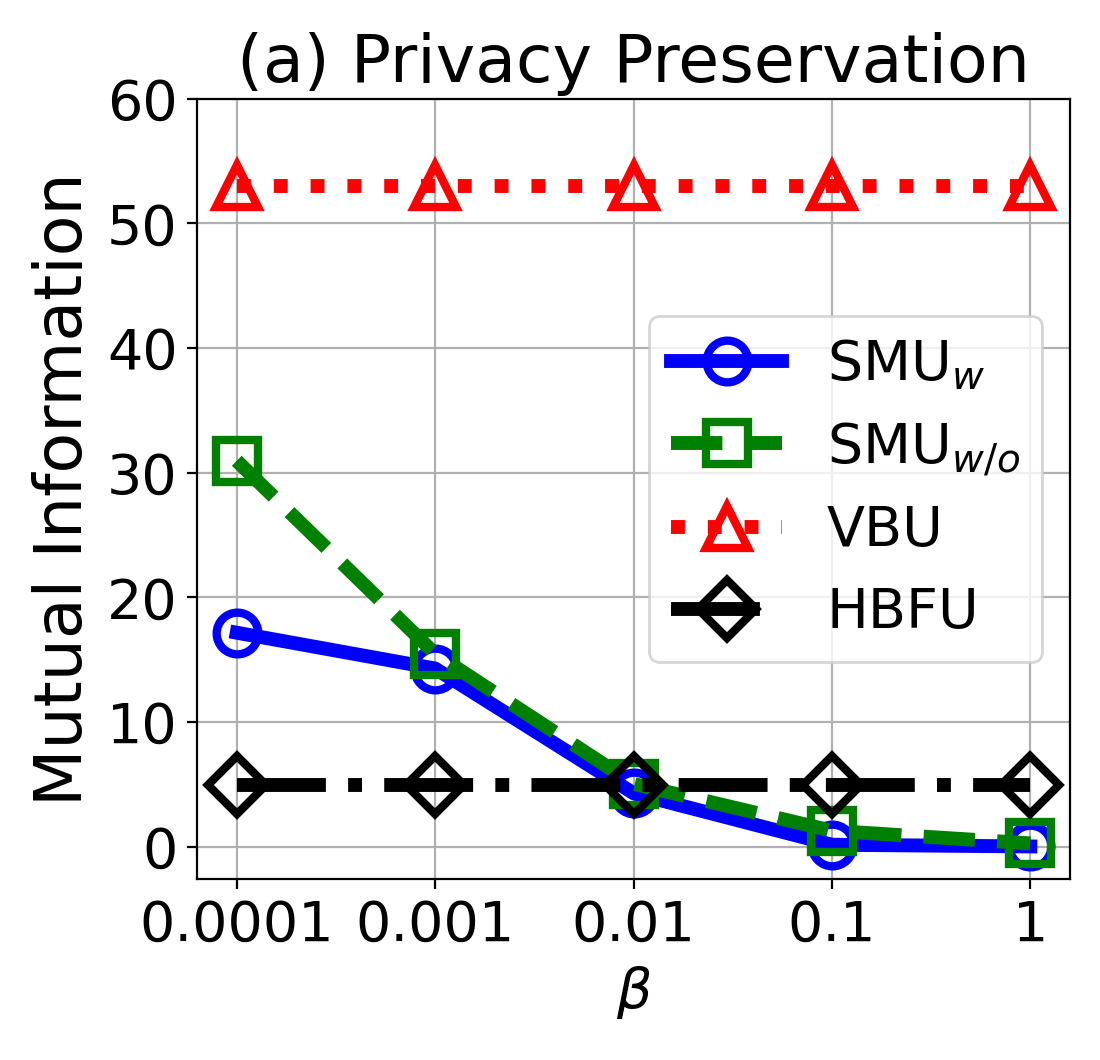 (a) Privacy Preservation
Mutual Information
60
50
40
30
20
10
0
SMU_w
SMU_w/o
VBU
HBFU
0.0001 0.001 0.01 0.1 1
β